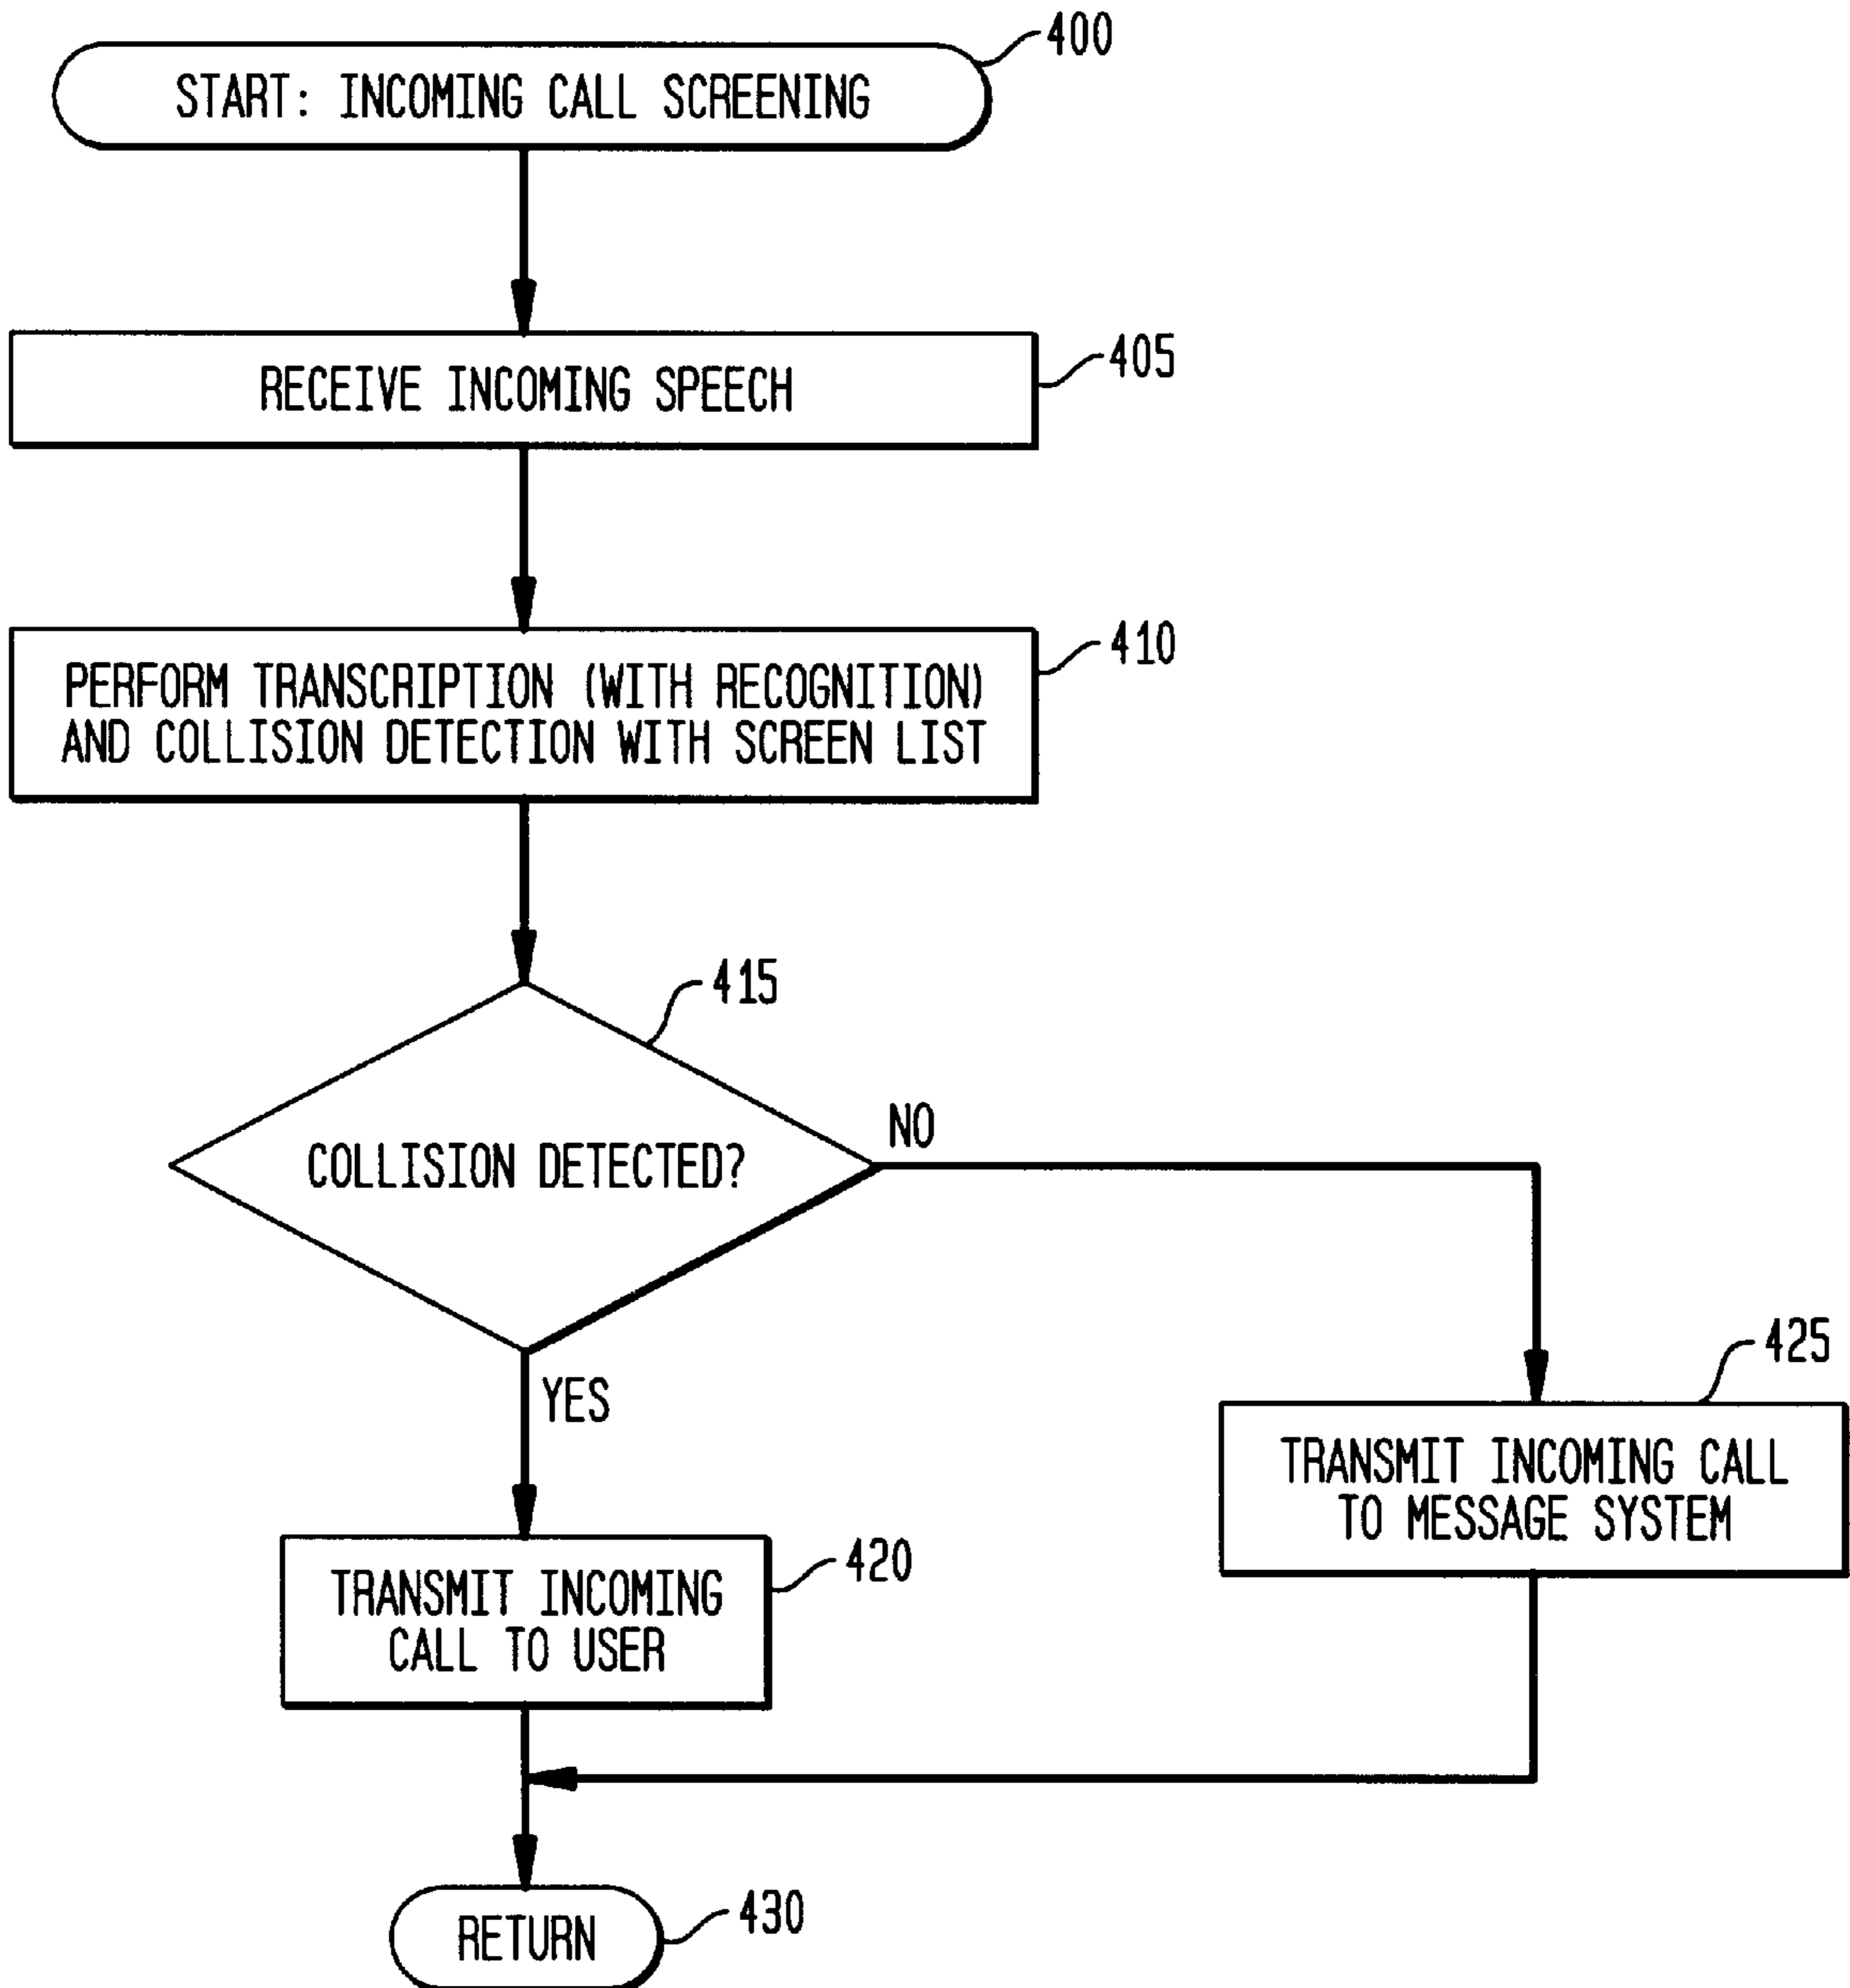 400
START: INCOMING CALL SCREENING
405
RECEIVE INCOMING SPEECH
410
PERFORM TRANSCRIPTION (WITH RECOGNITION)
AND COLLISION DETECTION WITH SCREEN LIST
415
COLLISION DETECTED?
NO
YES
425
TRANSMIT INCOMING CALL
TO MESSAGE SYSTEM
420
TRANSMIT INCOMING
CALL TO USER
430
RETURN